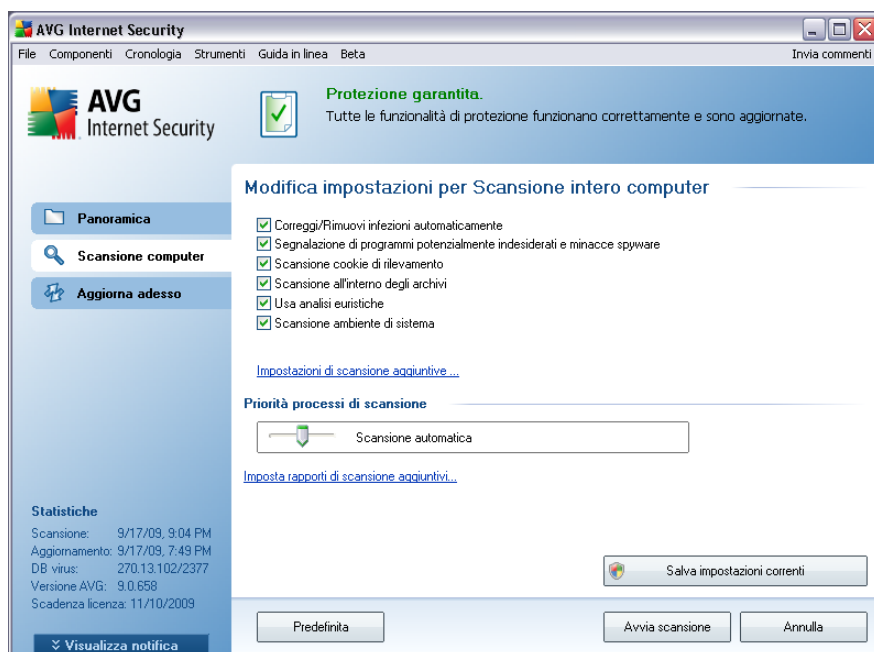 AVG Internet Security
File Componenti Cronologia Strumenti Guida in linea Beta Invia commenti
AVG
Internet Security
Protezione garantita.
Tutte le funzionalità di protezione funzionano correttamente e sono aggiornate.
Panoramica
Scansione computer
Aggiorna adesso
Modifica impostazioni per Scansione intero computer
Correggi/Rimuovi infezioni automaticamente
Segnalazione di programmi potenzialmente indesiderati e minacce spyware
Scansione cookie di rilevamento
Scansione all'interno degli archivi
Usa analisi euristiche
Scansione ambiente di sistema
Impostazioni di scansione aggiuntive ...
Priorità processi di scansione
Scansione automatica
Imposta rapporti di scansione aggiuntivi...
Statistiche
Scansione: 9/17/09, 9:04 PM
Aggiornamento: 9/17/09, 7:49 PM
DB virus: 270.13.102/2377
Versione AVG: 9.0.658
Scadenza licenza: 11/10/2009
Visualizza notifica
Salva impostazioni correnti
Predefinita
Avvia scansione
Annulla